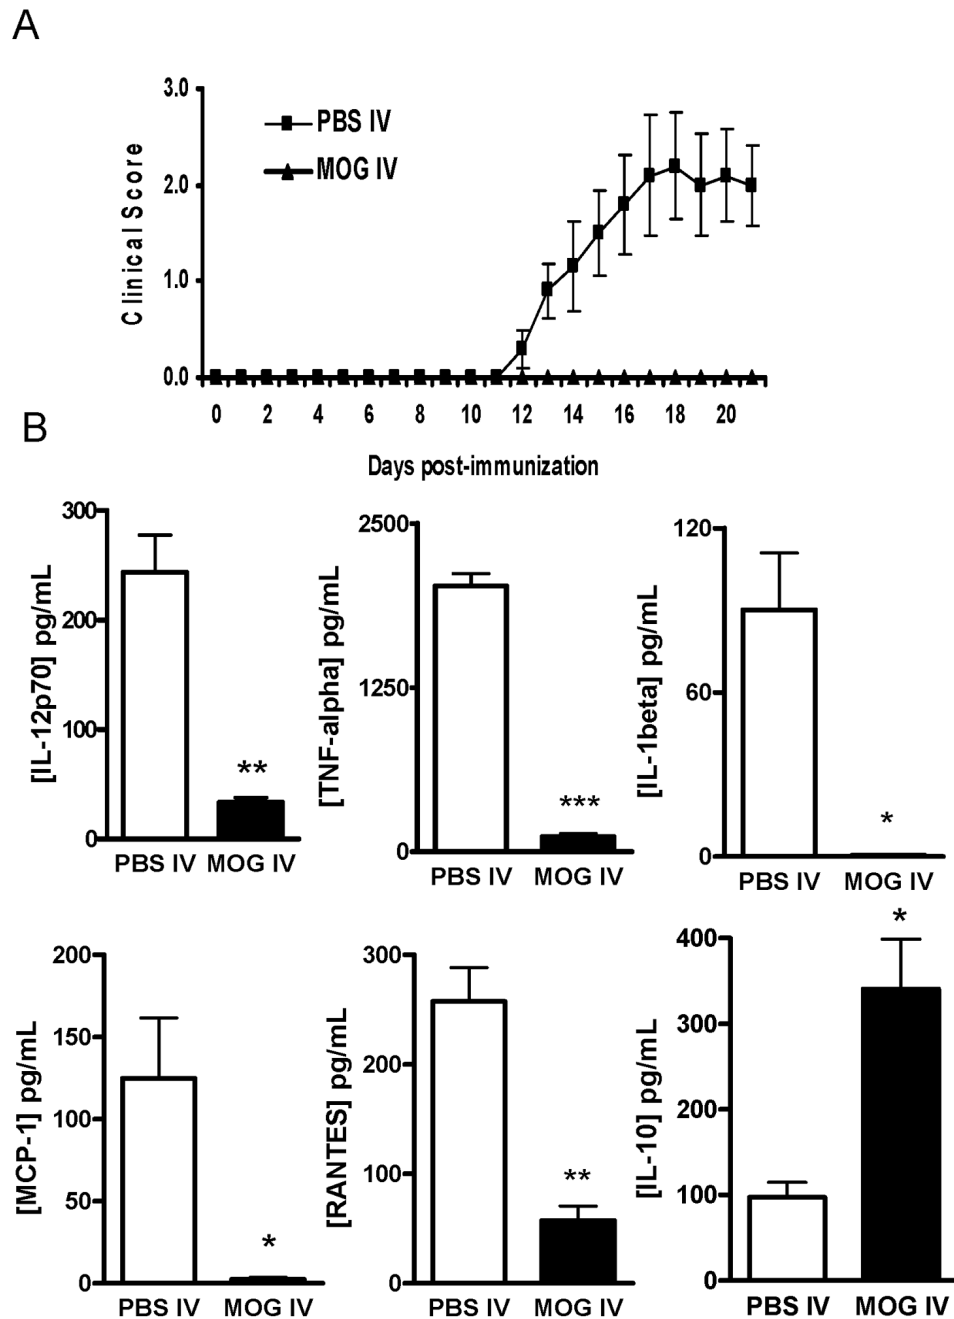 A
3.0
2.0
1.0
0.0
Clinical Score
PBS IV
MOG IV
0 2 4 6 8 10 12 14 16 18 20
Days post-immunization
B
300
200
100
0
[IL-12p70] pg/mL
**
PBS IV MOG IV
2500
1250
0
[TNF-alpha] pg/mL
***
PBS IV MOG IV
120
60
0
[IL-1beta] pg/mL
*
PBS IV MOG IV
200
150
100
50
0
[MCP-1] pg/mL
*
PBS IV MOG IV
300
200
100
0
[RANTES] pg/mL
**
PBS IV MOG IV
400
300
200
100
0
[IL-10] pg/mL
*
PBS IV MOG IV